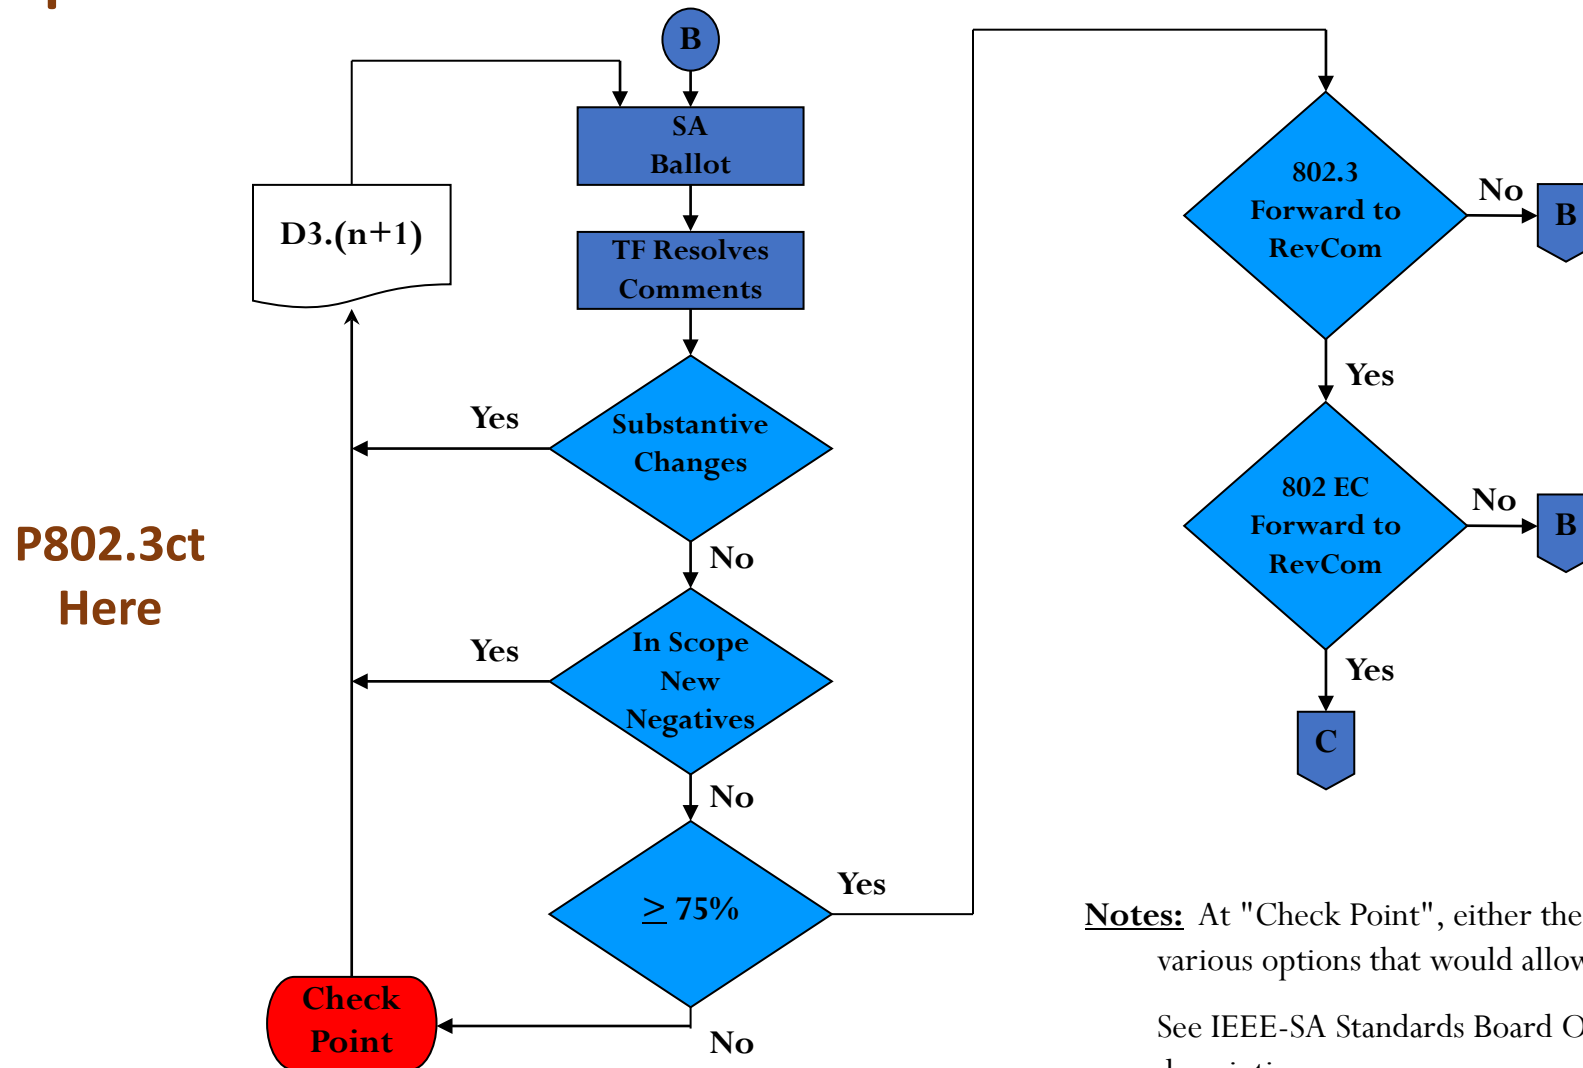 B
SA
Ballot
D3.(n+1)
TF Resolves
Comments
Yes
Substantive
Changes
No
P802.3ct
Here
Yes
In Scope
New
Negatives
No
≥ 75%
Yes
Check
Point
No
802.3
Forward to
RevCom
No
B
Yes
802 EC
Forward to
RevCom
No
B
Yes
C
Notes: At "Check Point", either the
various options that would allow
See IEEE-SA Standards Board